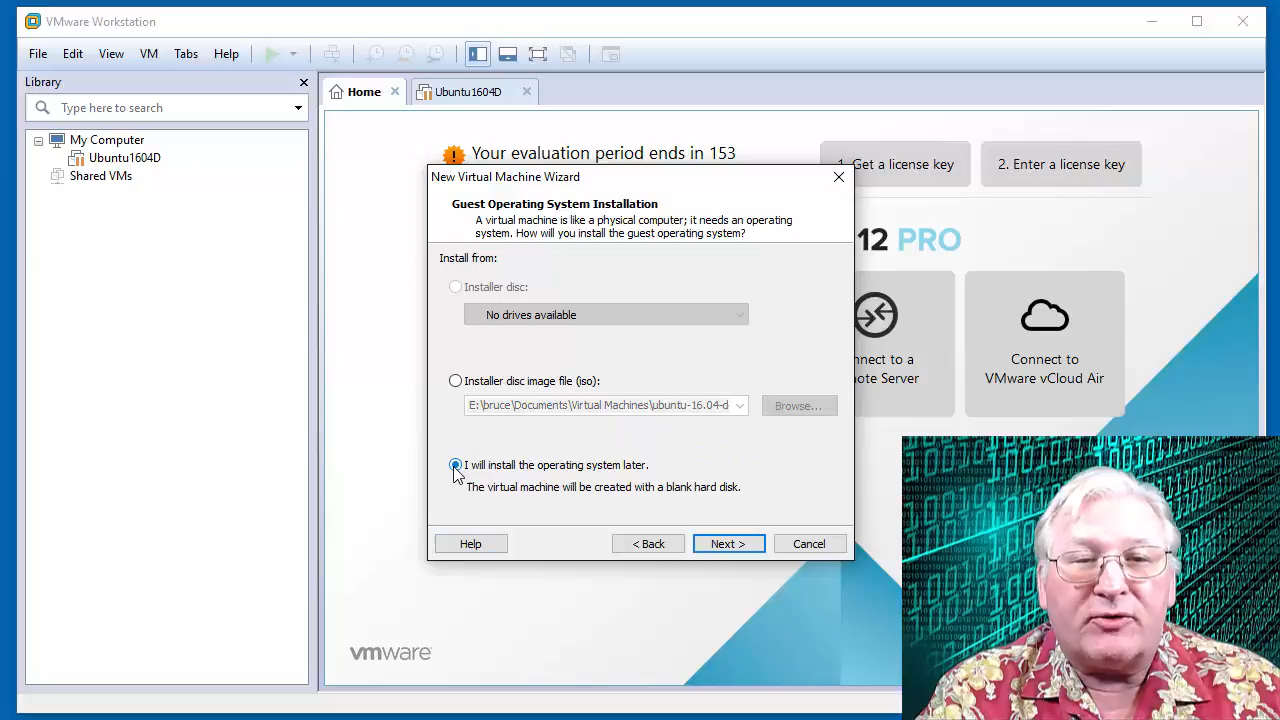 VMware Workstation
File Edit View VM Tabs Help
Library
Type here to search
My Computer
Ubuntu1604D
Shared VMs
Home
Ubuntu1604D
Your evaluation period ends in 153
1. Get a license key
2. Enter a license key
12 PRO
nnect to a
ote Server
Connect to
VMware vCloud Air
vmware
New Virtual Machine Wizard
Guest Operating System Installation
A virtual machine is like a physical computer; it needs an operating
system. How will you install the guest operating system?
Install from:
Installer disc:
No drives available
Installer disc image file (iso):
E:\bruce\Documents\Virtual Machines\ubuntu-16.04-d
Browse...
I will install the operating system later.
The virtual machine will be created with a blank hard disk.
Help
< Back
Next >
Cancel